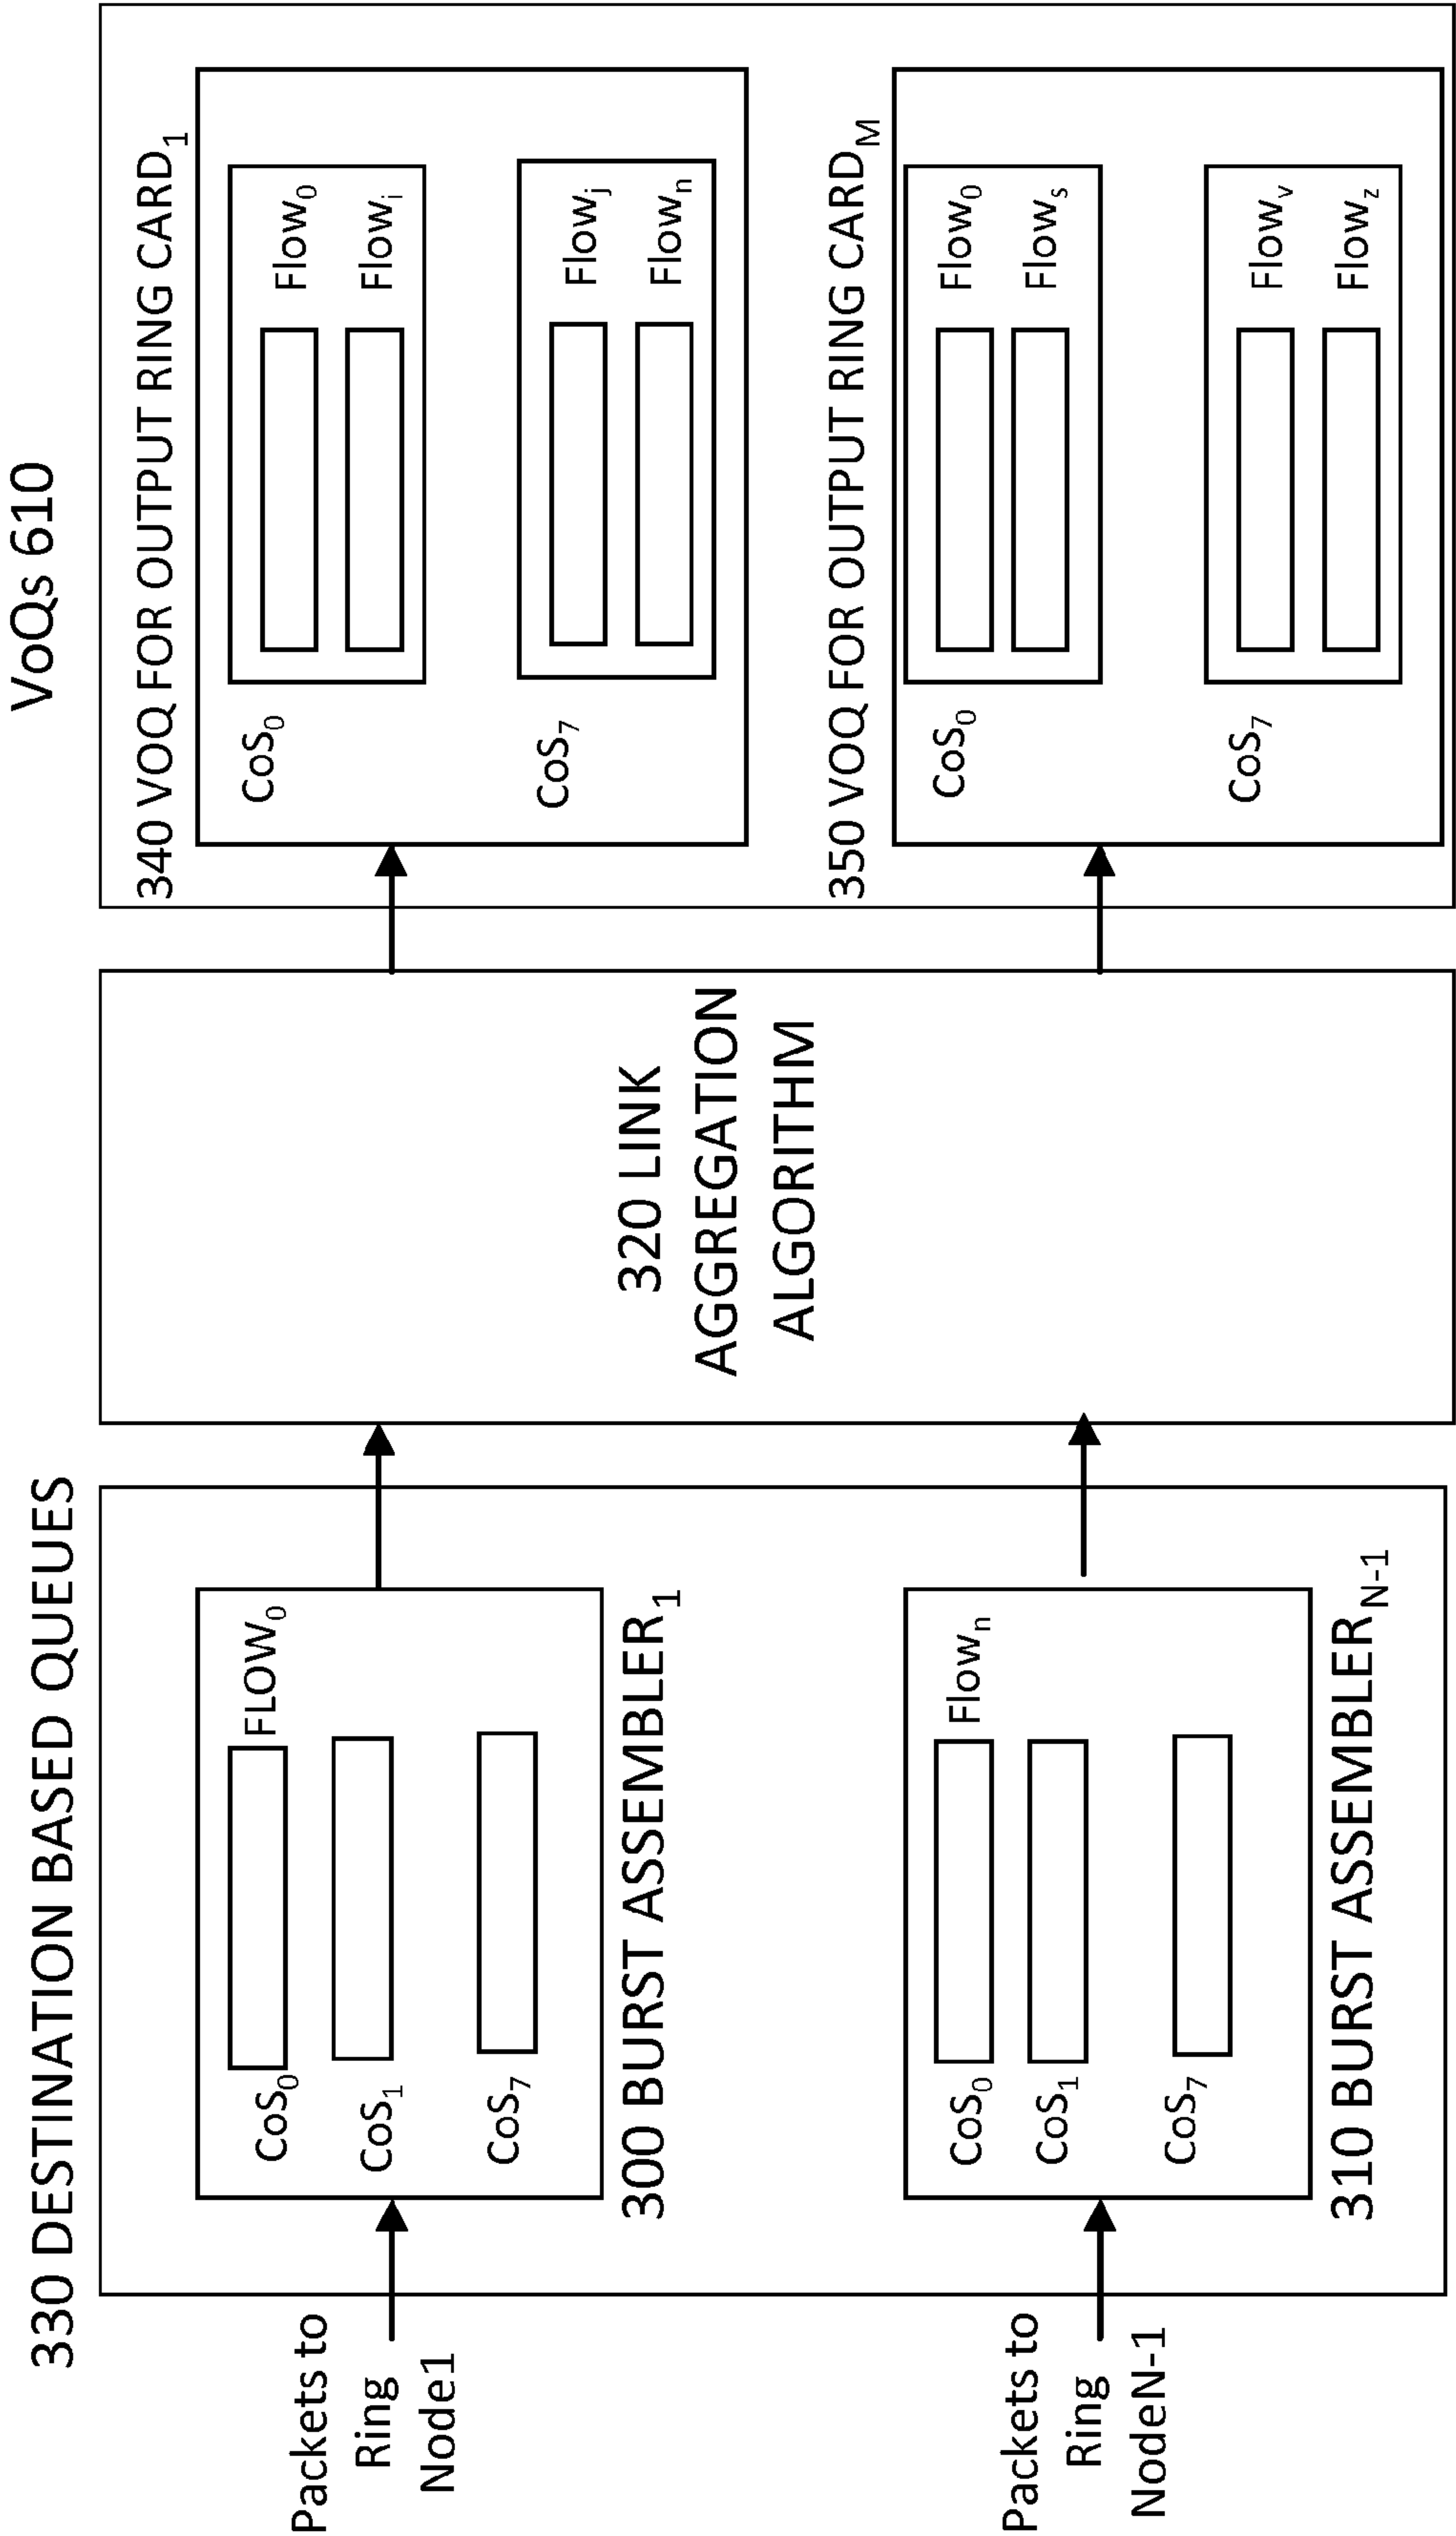 330 DESTINATION BASED QUEUES
Packets to
Ring
Node1
CoS0
FLOW0
CoS1
CoS7
300 BURST ASSEMBLER1
Packets to
Ring
NodeN-1
CoS0
Flown
CoS1
CoS7
310 BURST ASSEMBLERN-1
320 LINK
AGGREGATION
ALGORITHM
VoQs 610
340 VOQ FOR OUTPUT RING CARD1
CoS0
Flow0
Flowi
CoS7
Flowj
Flown
350 VOQ FOR OUTPUT RING CARDM
CoS0
Flow0
Flows
CoS7
Flowv
Flowz